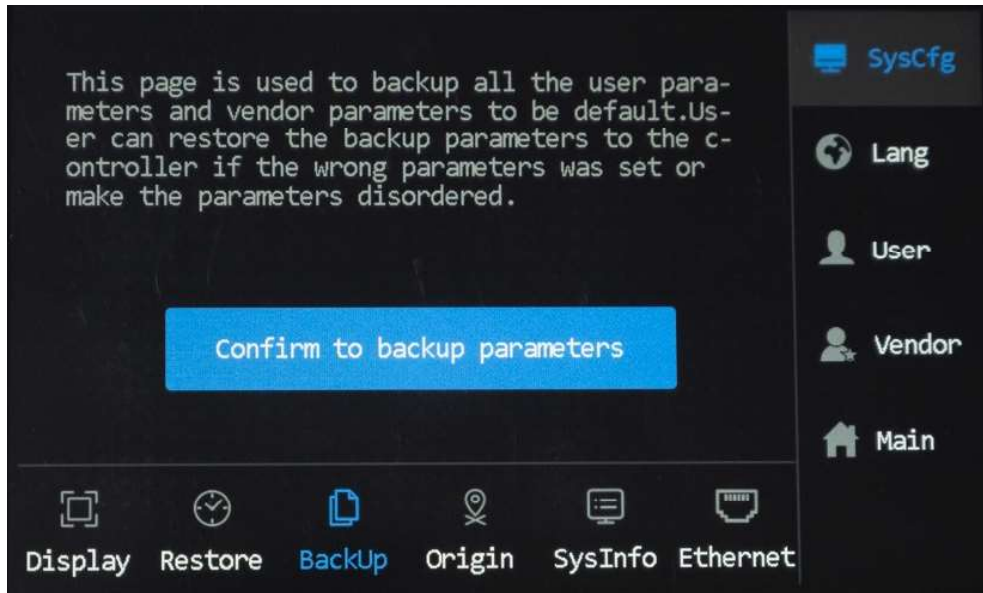 This page is used to backup all the user para-
meters and vendor parameters to be default.Us-
er can restore the backup parameters to the c-
ontroller if the wrong parameters was set or
make the parameters disordered.
Confirm to backup parameters
Display Restore BackUp Origin SysInfo Ethernet
SysCfg
Lang
User
Vendor
Main